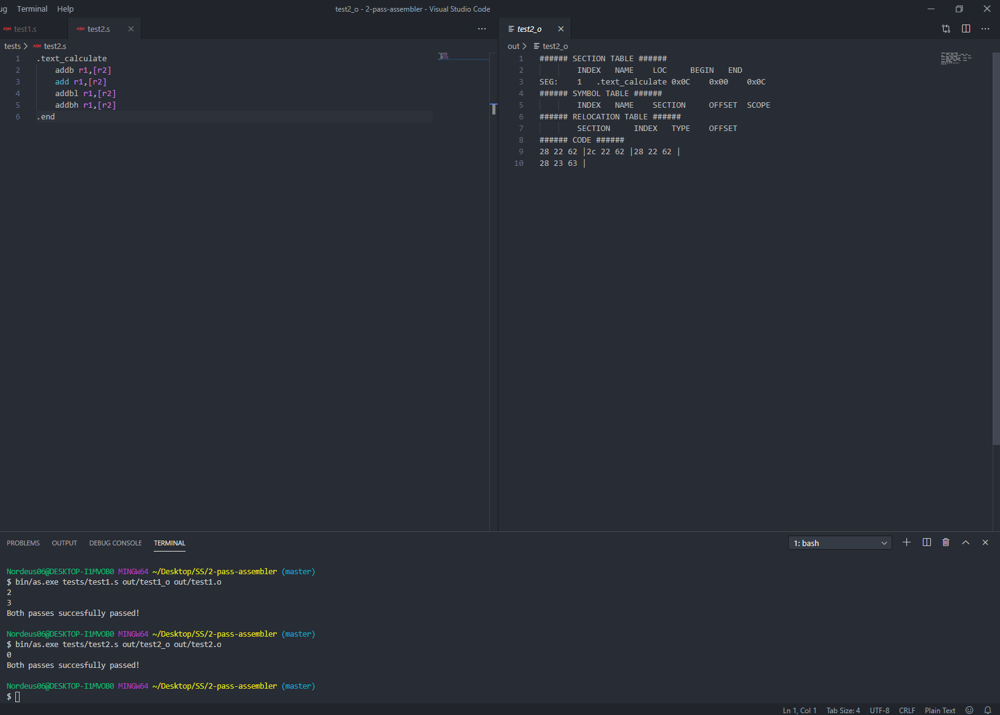 ug Terminal Help
test2_o - 2-pass-assembler - Visual Studio Code
ASM test1.s
ASM test2.s
tests > ASM test2.s
1 .text_calculate
2 addb r1,[r2]
3 add r1,[r2]
4 addbl r1,[r2]
5 addbh r1,[r2]
6 .end
test2_o
out > test2_o
1 ###### SECTION TABLE ######
2 INDEX NAME LOC BEGIN END
3 SEG: 1 .text_calculate 0x0C 0x00 0x0C
4 ###### SYMBOL TABLE ######
5 INDEX NAME SECTION OFFSET SCOPE
6 ###### RELOCATION TABLE ######
7 SECTION INDEX TYPE OFFSET
8 ###### CODE ######
9 28 22 62 |2c 22 62 |28 22 62 |
10 28 23 63 |
PROBLEMS OUTPUT DEBUG CONSOLE TERMINAL
1: bash
Nordeus06@DESKTOP-I1MVOB0 MINGW64 ~/Desktop/SS/2-pass-assembler (master)
$ bin/as.exe tests/test1.s out/test1_o out/test1.o
2
3
Both passes succesfully passed!
Nordeus06@DESKTOP-I1MVOB0 MINGW64 ~/Desktop/SS/2-pass-assembler (master)
$ bin/as.exe tests/test2.s out/test2_o out/test2.o
0
Both passes succesfully passed!
Nordeus06@DESKTOP-I1MVOB0 MINGW64 ~/Desktop/SS/2-pass-assembler (master)
$
Ln 1, Col 1 Tab Size: 4 UTF-8 CRLF Plain Text